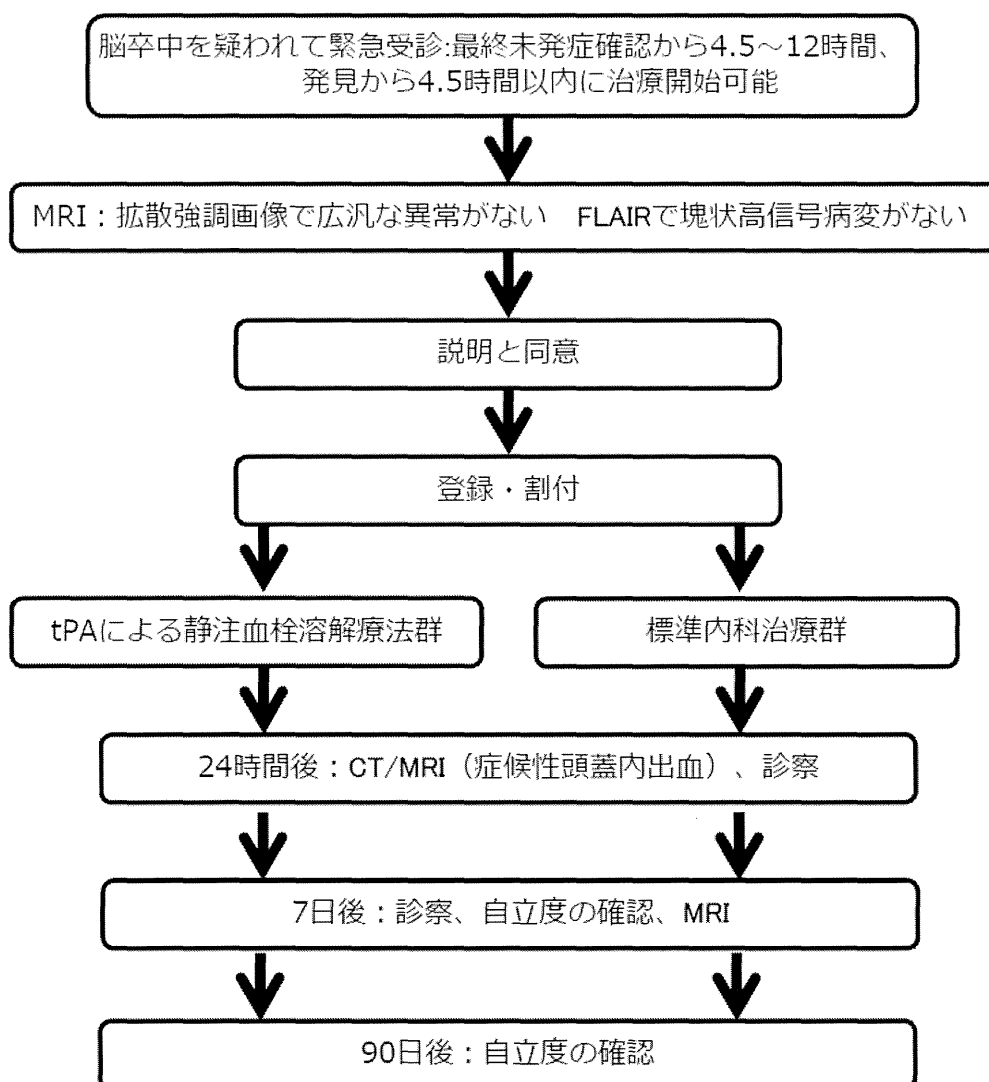 脳卒中を疑われて緊急受診:最終未発症確認から4.5～12時間、
発見から4.5時間以内に治療開始可能
MRI：拡散強調画像で広汎な異常がない　FLAIRで塊状高信号病変がない
説明と同意
登録・割付
tPAによる静注血栓溶解療法群
標準内科治療群
24時間後：CT/MRI（症候性頭蓋内出血）、診察
7日後：診察、自立度の確認、MRI
90日後：自立度の確認